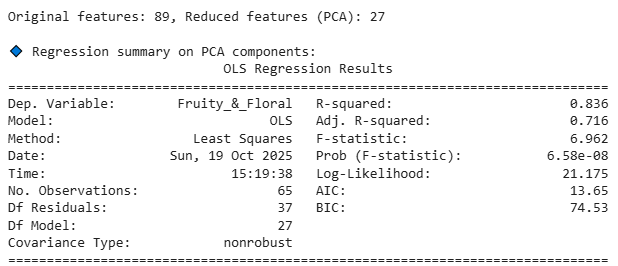 Original features: 89, Reduced features (PCA): 27
Regression summary on PCA components:
OLS Regression Results
==============================================================================
Dep. Variable: Fruity_&_Floral R-squared: 0.836
Model: OLS Adj. R-squared: 0.716
Method: Least Squares F-statistic: 6.962
Date: Sun, 19 Oct 2025 Prob (F-statistic): 6.58e-08
Time: 15:19:38 Log-Likelihood: 21.175
No. Observations: 65 AIC: 13.65
Df Residuals: 37 BIC: 74.53
Df Model: 27
Covariance Type: nonrobust
==============================================================================